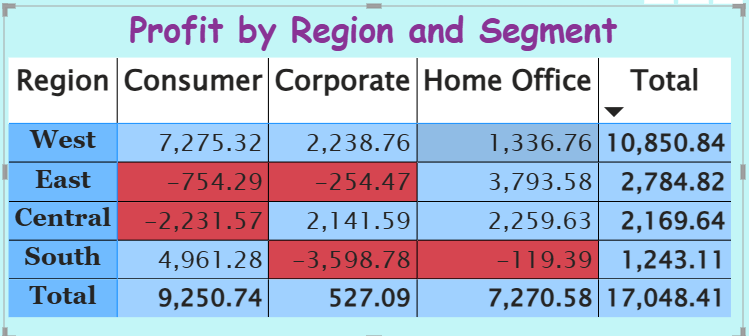 Profit by Region and Segment
Region Consumer Corporate Home Office Total
West 7,275.32 2,238.76 1,336.76 10,850.84
East -754.29 -254.47 3,793.58 2,784.82
Central -2,231.57 2,141.59 2,259.63 2,169.64
South 4,961.28 -3,598.78 -119.39 1,243.11
Total 9,250.74 527.09 7,270.58 17,048.41